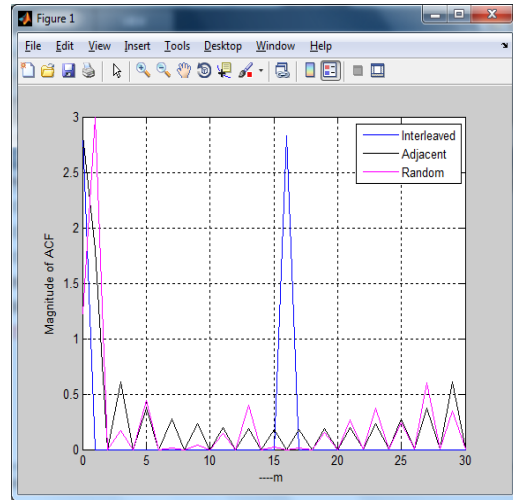 Figure 1
File Edit View Insert Tools Desktop Window Help
3
2.5
2
1.5
1
0.5
0
Magnitude of ACF
Interleaved
Adjacent
Random
0 5 10 15 20 25 30
----m